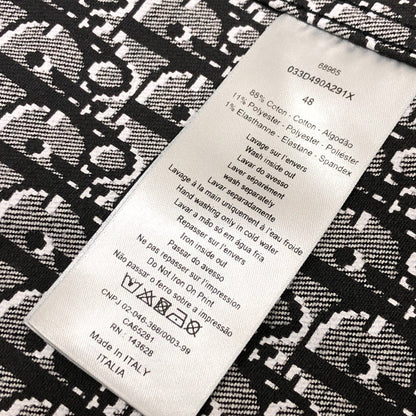 68965
033D490A291X
48
88% Coton - Cotton - Algodão
11% Polyester - Polyester - Poliester
1% Elasthanne - Elastane - Spandex
Lavage sur l'envers
Wash inside out
Lavar do avesso
Lavage séparément
Wash separately
Lavar separadamente
Lavage à la main uniquement à l'eau froide
Hand washing only in cold water
Lavar a mão só em água fria
Repasser sur l'envers
Iron inside out
Passar do avesso
Ne pas repasser sur l'impression
Do Not Iron On Print
Não passar a ferro sobre a impressão
CNPJ 02-046-366/0003-99
CA65281
RN 143628
Made In ITALY
ITALIA